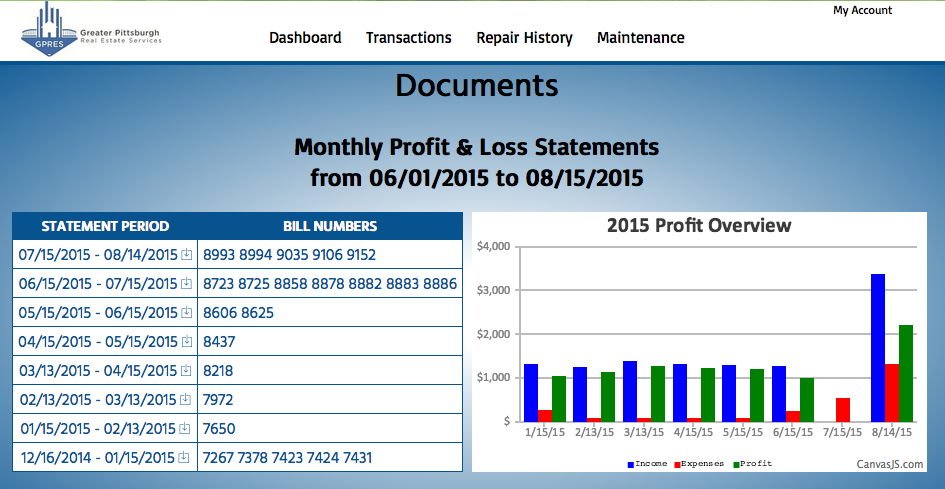 My Account
GPRES
Greater Pittsburgh
Real Estate Services
Dashboard Transactions Repair History Maintenance
Documents
Monthly Profit & Loss Statements
from 06/01/2015 to 08/15/2015
STATEMENT PERIOD BILL NUMBERS
07/15/2015 - 08/14/2015 8993 8994 9035 9106 9152
06/15/2015 - 07/15/2015 8723 8725 8858 8878 8882 8883 8886
05/15/2015 - 06/15/2015 8606 8625
04/15/2015 - 05/15/2015 8437
03/13/2015 - 04/15/2015 8218
02/13/2015 - 03/13/2015 7972
01/15/2015 - 02/13/2015 7650
12/16/2014 - 01/15/2015 7267 7378 7423 7424 7431
2015 Profit Overview
$4,000
$3,000
$2,000
$1,000
$
1/15/15 2/13/15 3/13/15 4/15/15 5/15/15 6/15/15 7/15/15 8/14/15
Income Expenses Profit
CanvasJS.com